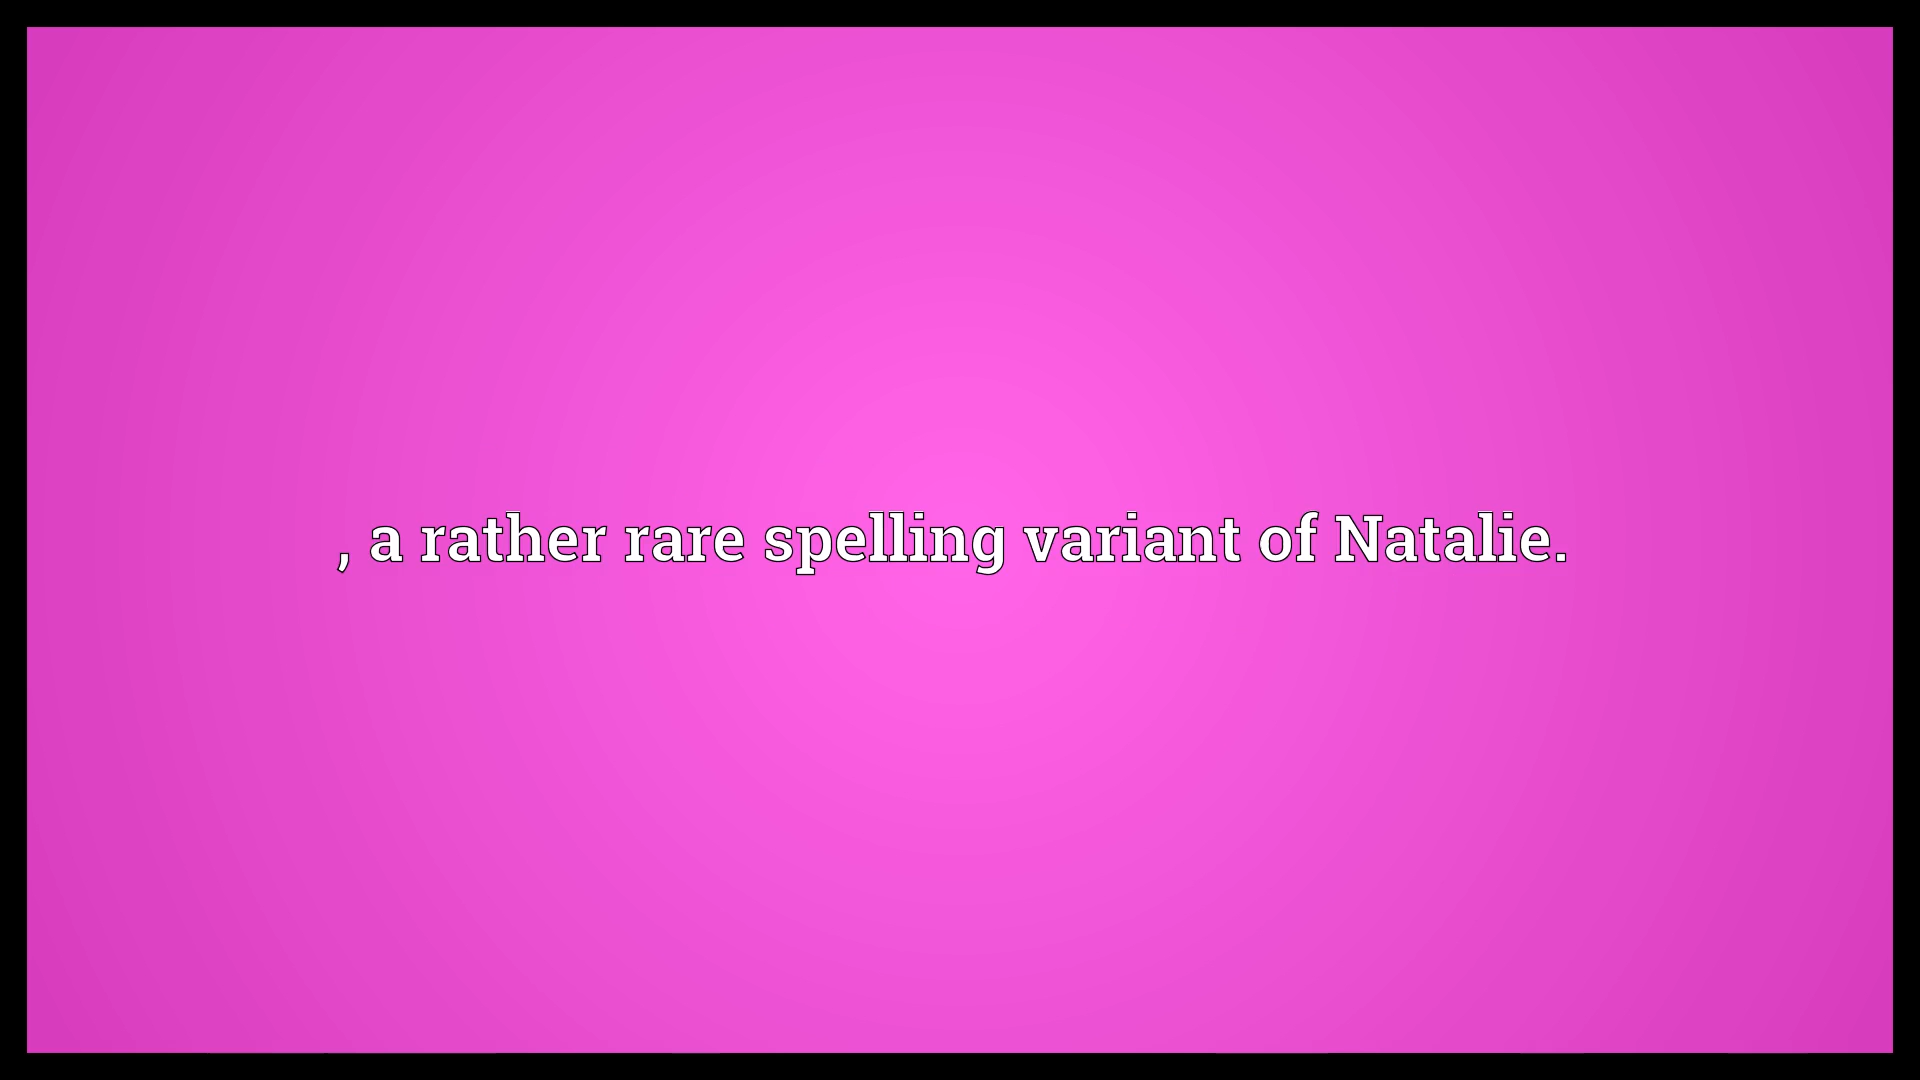 , a rather rare spelling variant of Natalie.